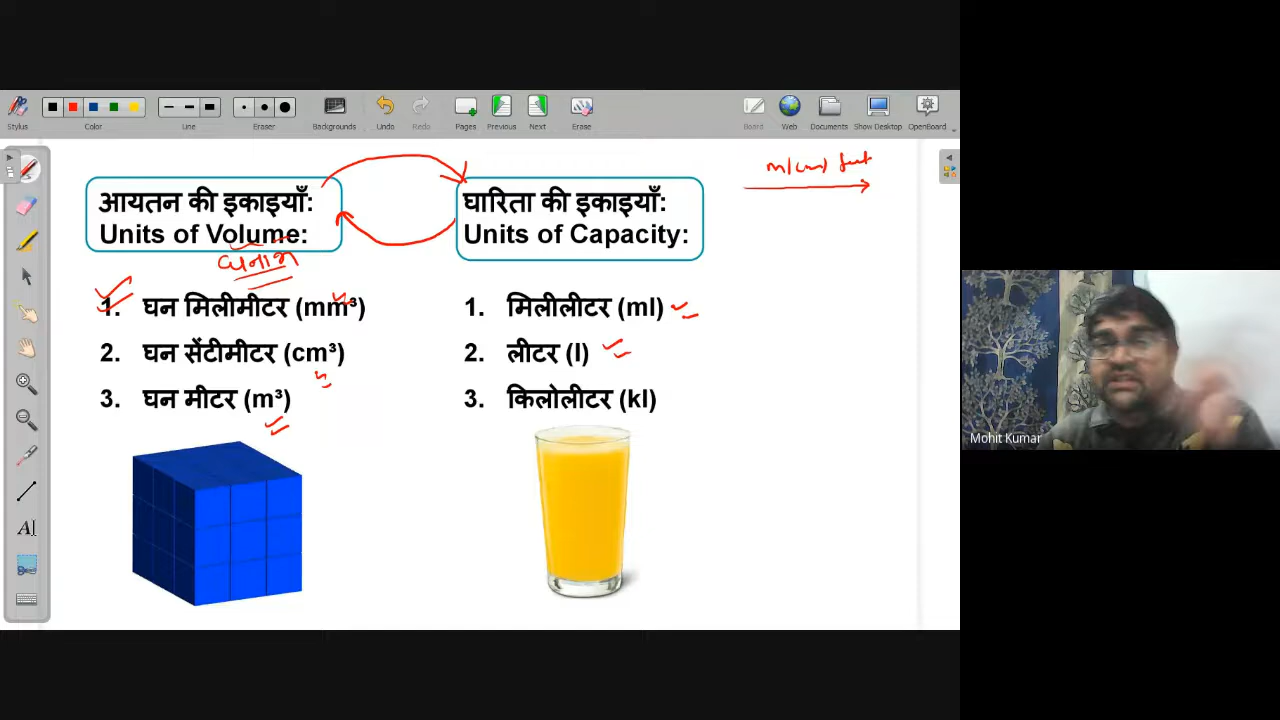 Stylus
Color
Line
Eraser
Backgrounds
Undo
Redo
Pages
Previous
Next
Erase
Board
Web
Documents
Show Desktop
OpenBoard
आयतन की इकाइयाँ:
Units of Volume:
घनाभ
1. घन मिलीमीटर (mm³)
2. घन सेंटीमीटर (cm³)
3. घन मीटर (m³)
घारिता की इकाइयाँ:
Units of Capacity:
1. मिलीलीटर (ml)
2. लीटर (l)
3. किलोलीटर (kl)
Mohit Kumar